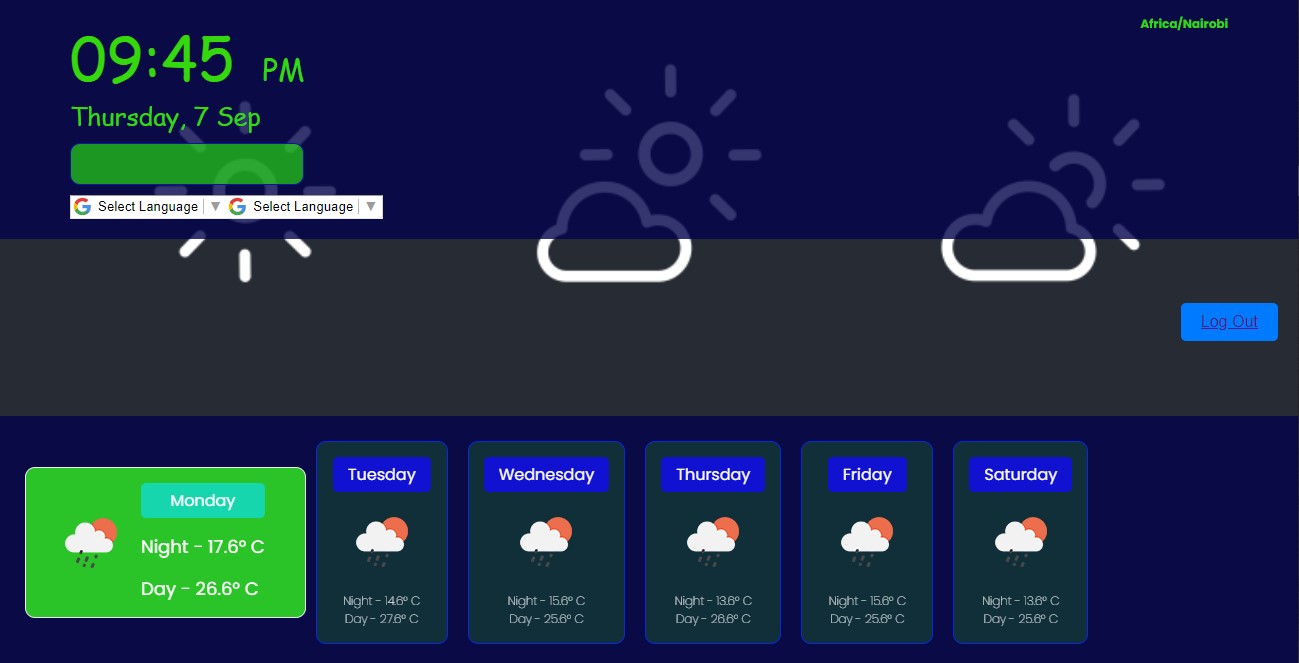 Africa/Nairobi
09:45 PM
Thursday, 7 Sep
Select Language ▼ Select Language ▼
Log Out
Monday
Night - 17.6° C
Day - 26.6° C
Tuesday
Night - 14.6° C
Day - 27.6° C
Wednesday
Night - 15.6° C
Day - 25.6° C
Thursday
Night - 13.6° C
Day - 26.6° C
Friday
Night - 15.6° C
Day - 25.6° C
Saturday
Night - 13.6° C
Day - 25.6° C